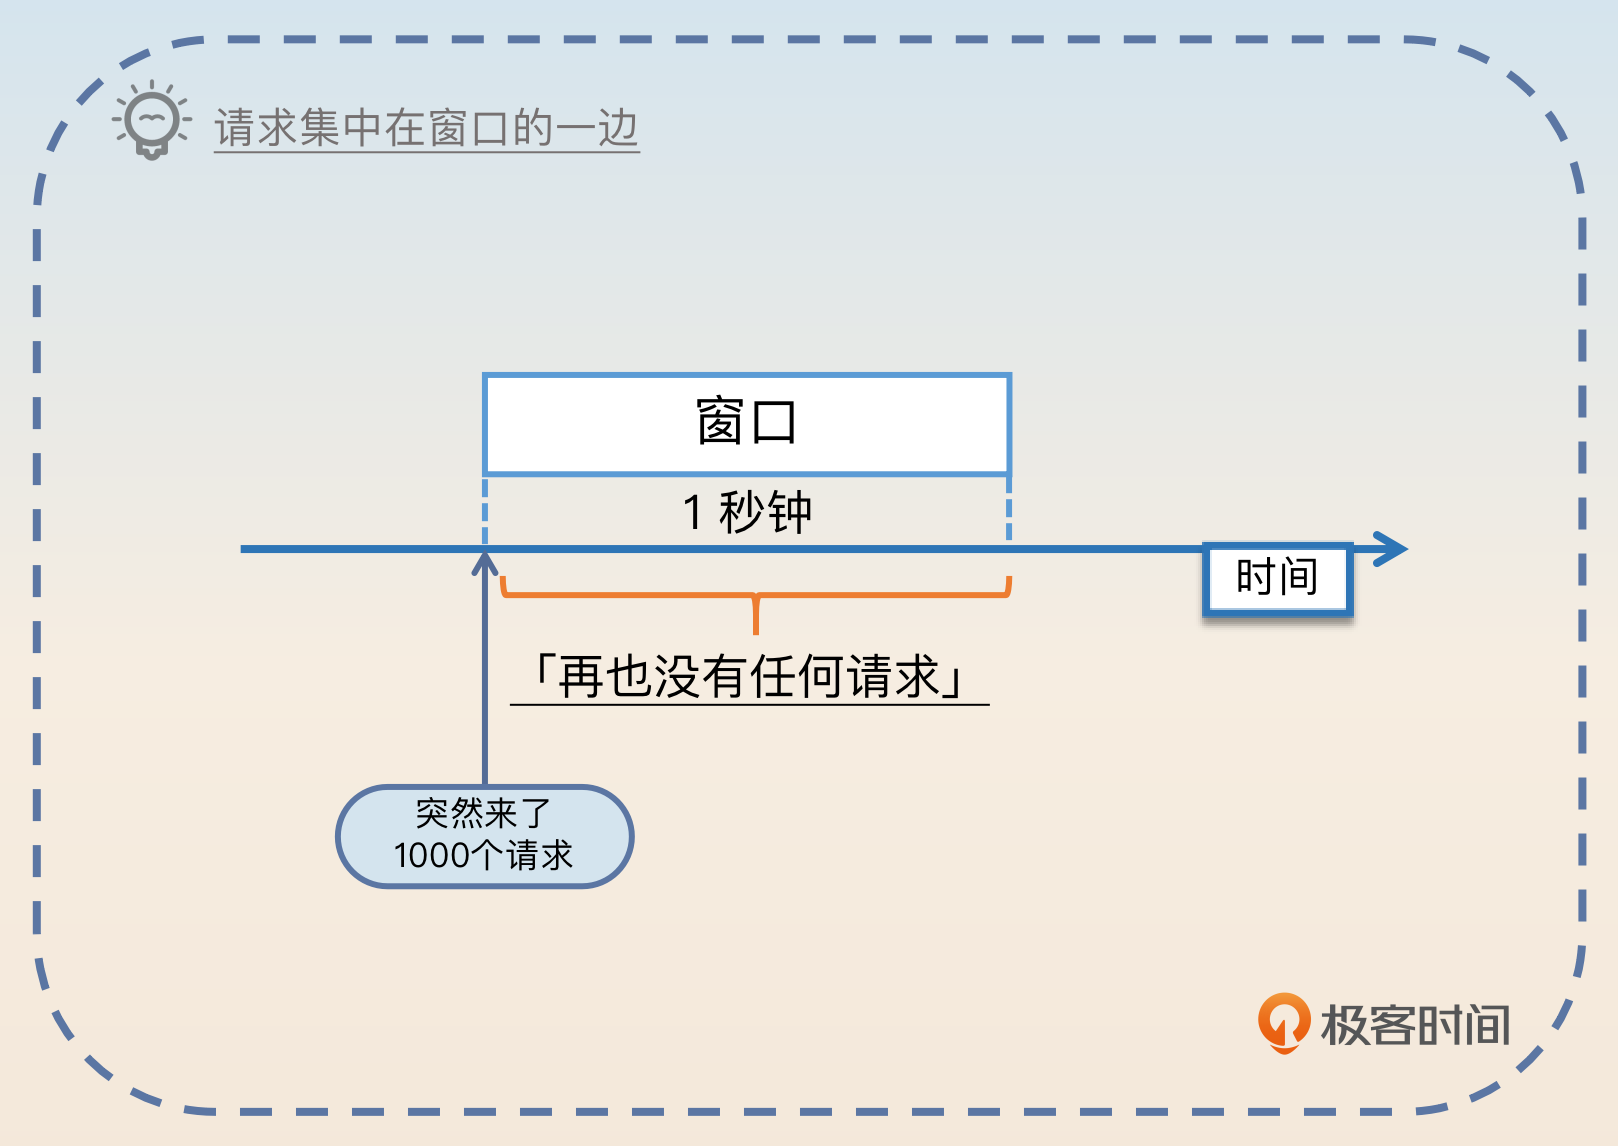 请求集中在窗口的一边
窗口
1 秒钟
时间
「再也没有任何请求」
突然来了
1000个请求
极客时间